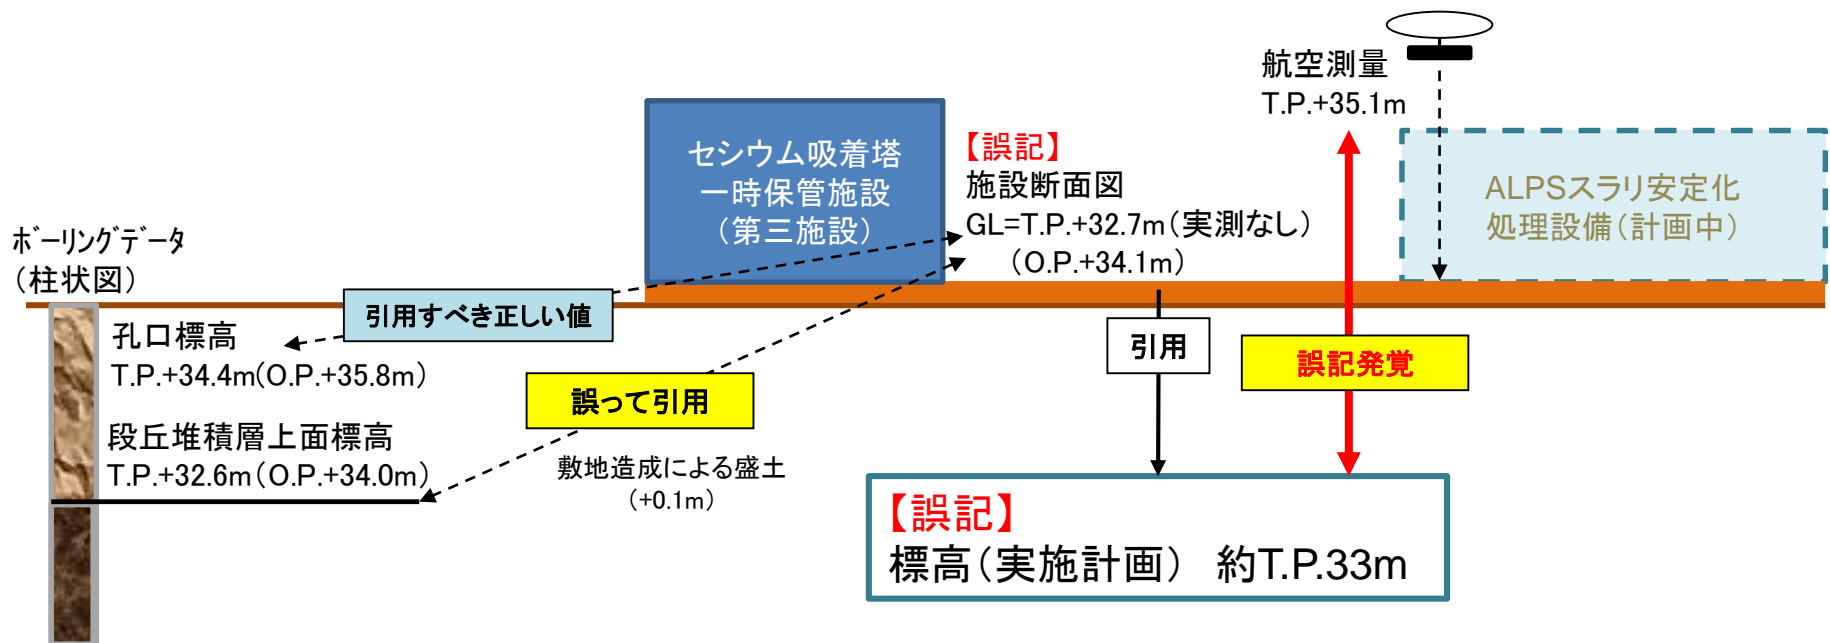 航空測量
T.P.+35.1m
セシウム吸着塔
一時保管施設
（第三施設）
【誤記】
施設断面図
GL=T.P.+32.7m（実測なし）
（O.P.+34.1m）
ALPSスラリ安定化
処理設備（計画中）
ﾎﾞｰﾘﾝｸﾞﾃﾞｰﾀ
（柱状図）
引用すべき正しい値
孔口標高
T.P.+34.4m(O.P.+35.8m）
引用
誤記発覚
誤って引用
段丘堆積層上面標高
T.P.+32.6m（O.P.+34.0m）
敷地造成による盛土
（+0.1m）
【誤記】
標高（実施計画）　約T.P.33m